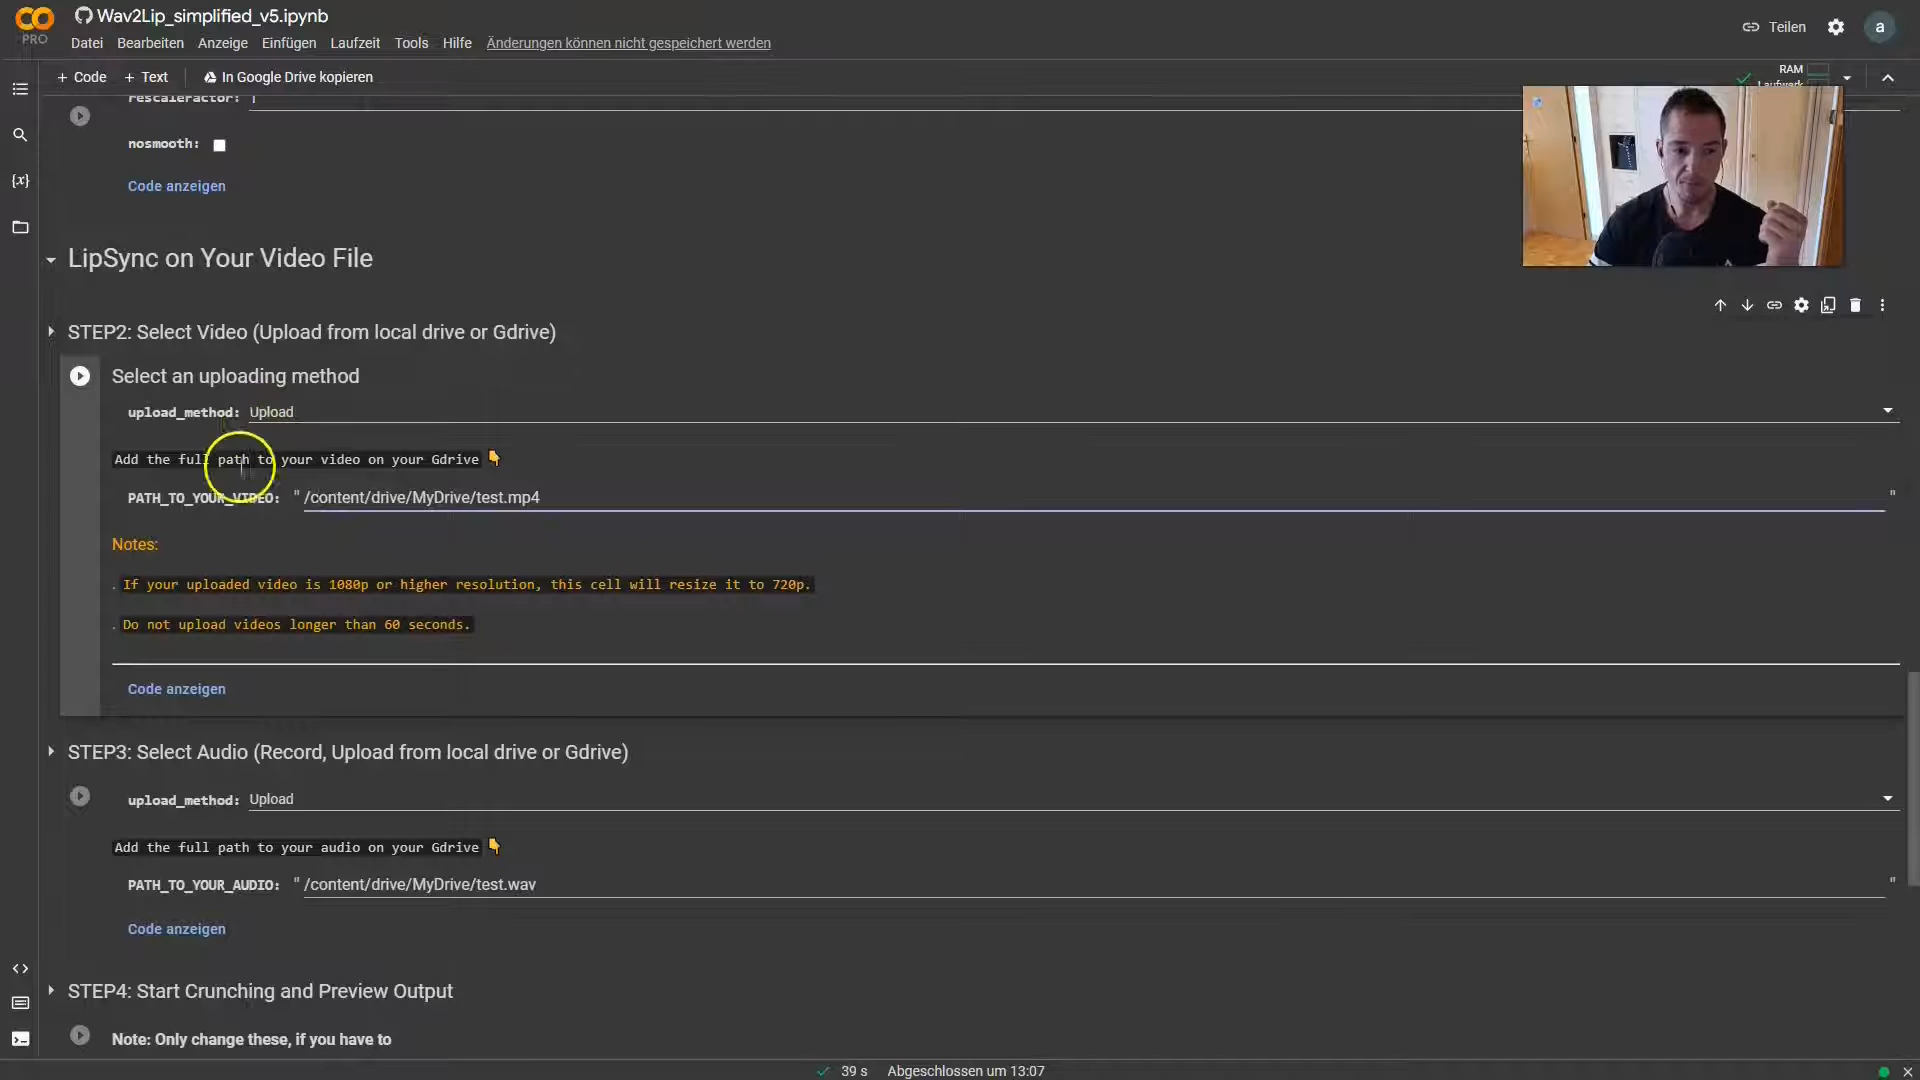 Wav2Lip_simplified_v5.ipynb
PRO
Datei Bearbeiten Anzeige Einfügen Laufzeit Tools Hilfe Änderungen können nicht gespeichert werden
Teilen
a
+ Code + Text In Google Drive kopieren
RAM
Laufwerk
rescaleFactor: 1
nosmooth:
Code anzeigen
{x}
LipSync on Your Video File
STEP2: Select Video (Upload from local drive or Gdrive)
Select an uploading method
upload_method: Upload
Add the full path to your video on your Gdrive
PATH_TO_YOUR_VIDEO: " /content/drive/MyDrive/test.mp4 "
Notes:
. If your uploaded video is 1080p or higher resolution, this cell will resize it to 720p.
. Do not upload videos longer than 60 seconds.
Code anzeigen
STEP3: Select Audio (Record, Upload from local drive or Gdrive)
upload_method: Upload
Add the full path to your audio on your Gdrive
PATH_TO_YOUR_AUDIO: " /content/drive/MyDrive/test.wav "
Code anzeigen
STEP4: Start Crunching and Preview Output
Note: Only change these, if you have to
39 s Abgeschlossen um 13:07